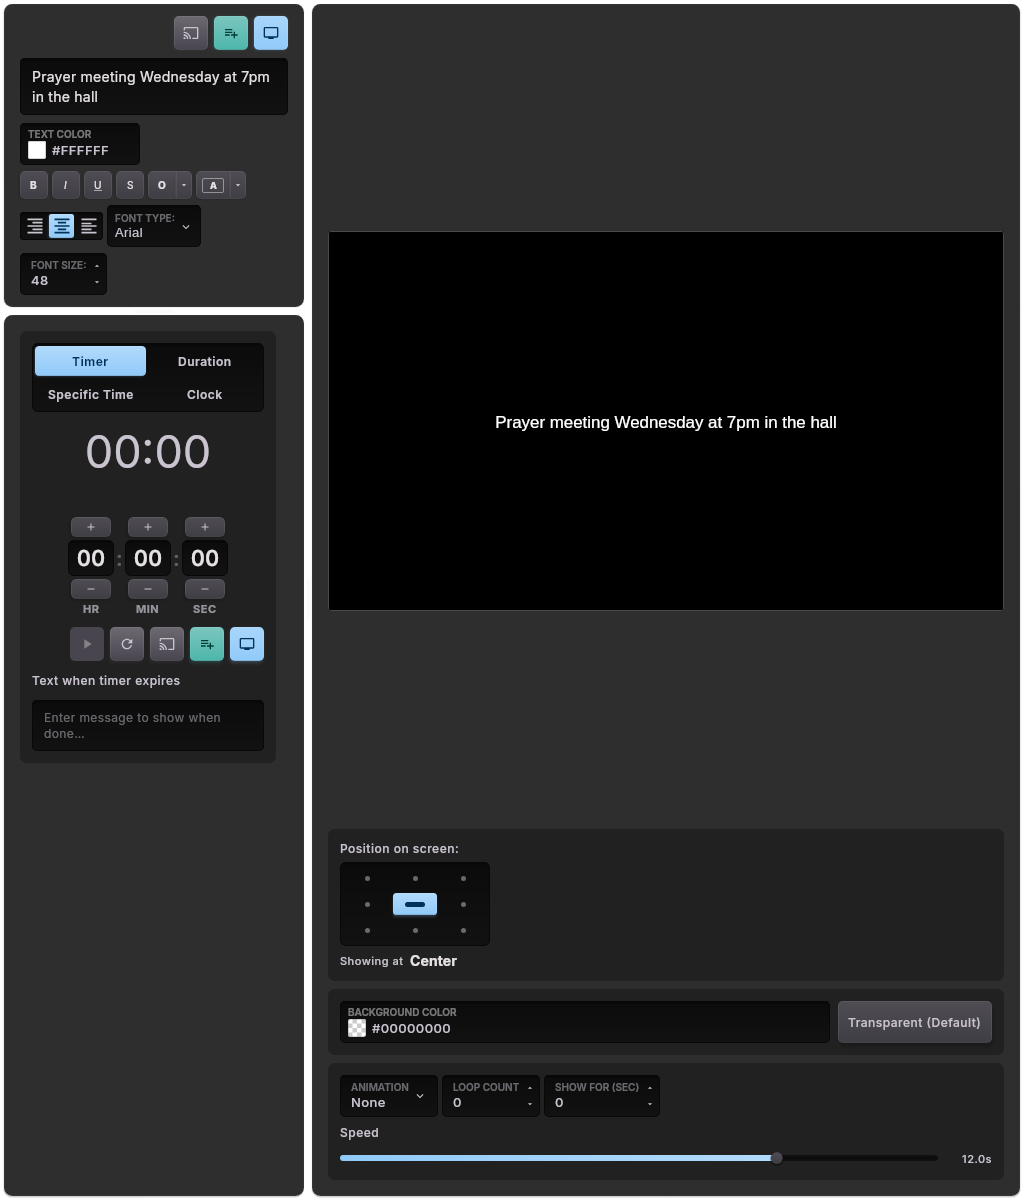 Prayer meeting Wednesday at 7pm
in the hall
TEXT COLOR
#FFFFFF
B I U S O A
FONT TYPE:
Arial
FONT SIZE:
48
Timer Duration
Specific Time Clock
00:00
+ + +
00 : 00 : 00
− − −
HR MIN SEC
Text when timer expires
Enter message to show when
done...
Prayer meeting Wednesday at 7pm in the hall
Position on screen:
Showing at Center
BACKGROUND COLOR
#00000000
Transparent (Default)
ANIMATION LOOP COUNT SHOW FOR (SEC)
None 0 0
Speed
12.0s